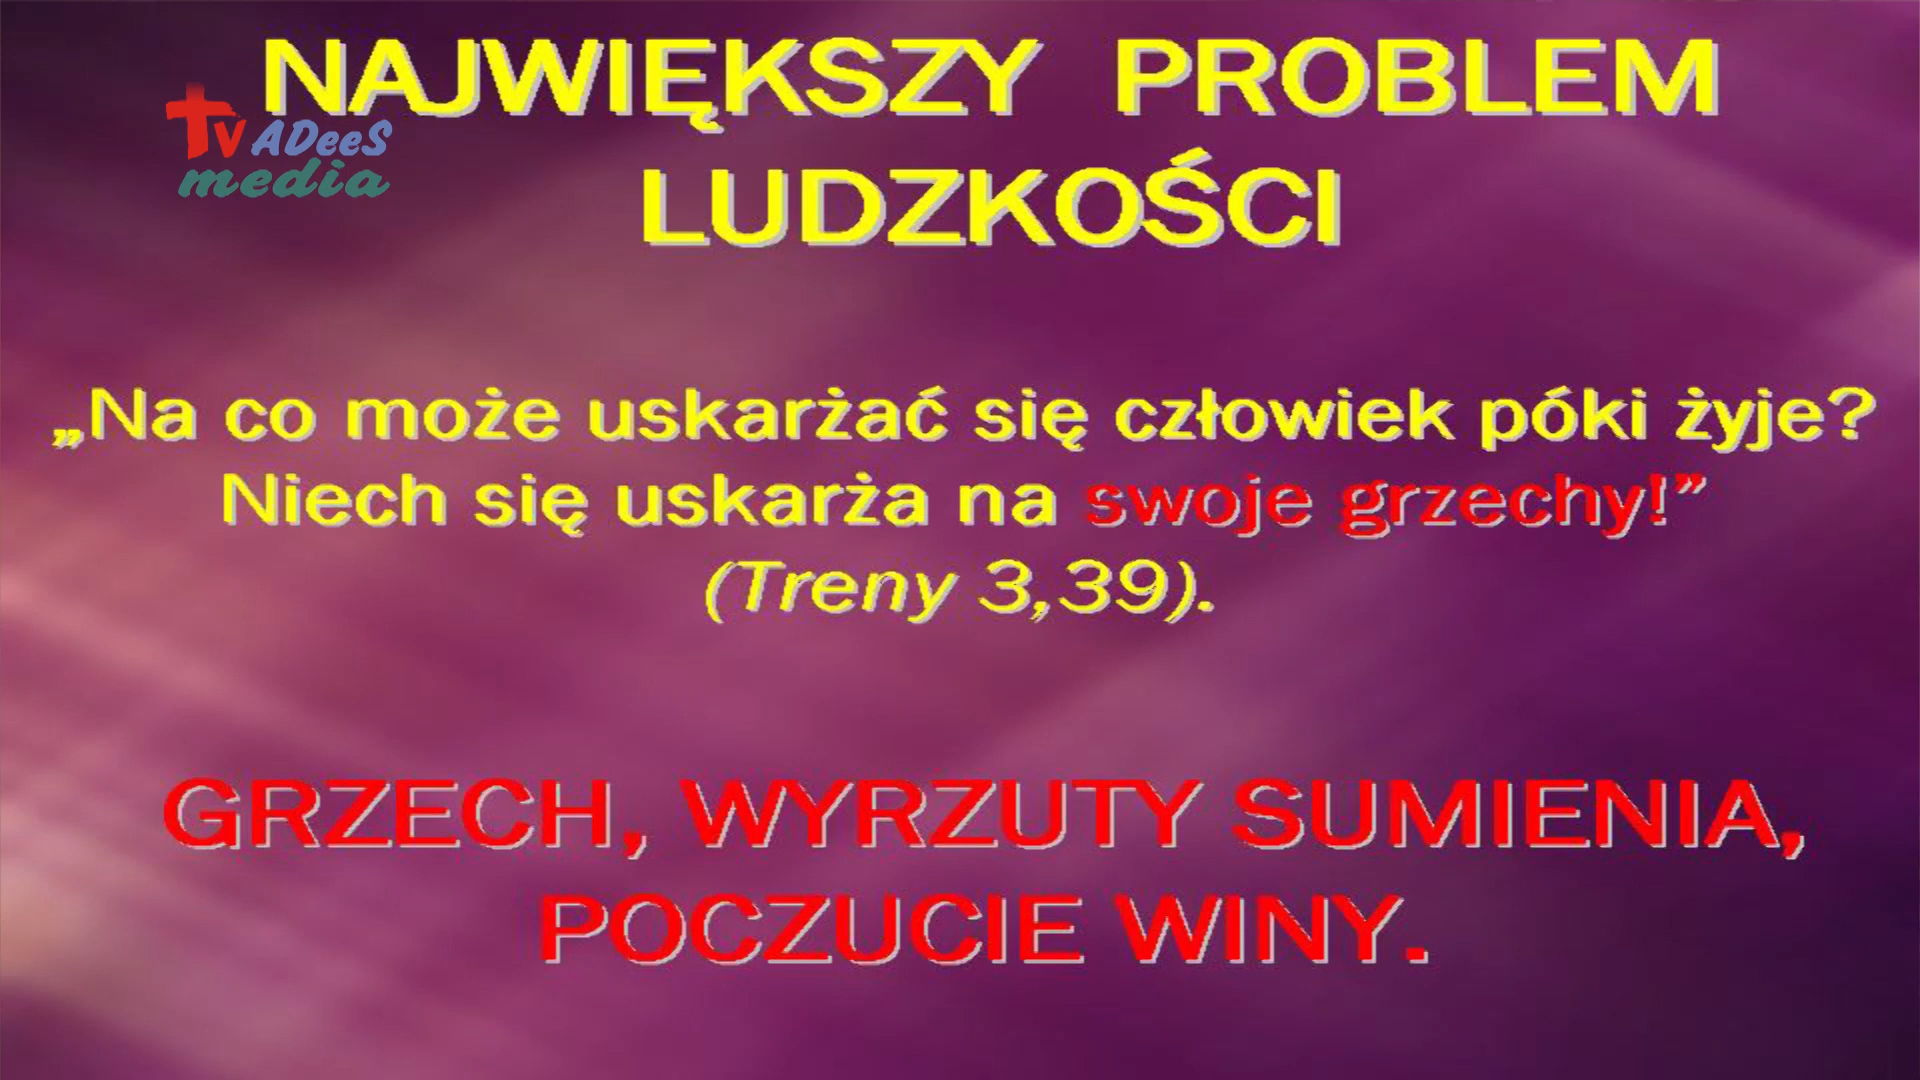 NAJWIĘKSZY PROBLEM
LUDZKOŚCI
Tv ADeeS
media
„Na co może uskarżać się człowiek póki żyje?
Niech się uskarża na swoje grzechy!”
(Treny 3,39).
GRZECH, WYRZUTY SUMIENIA,
POCZUCIE WINY.